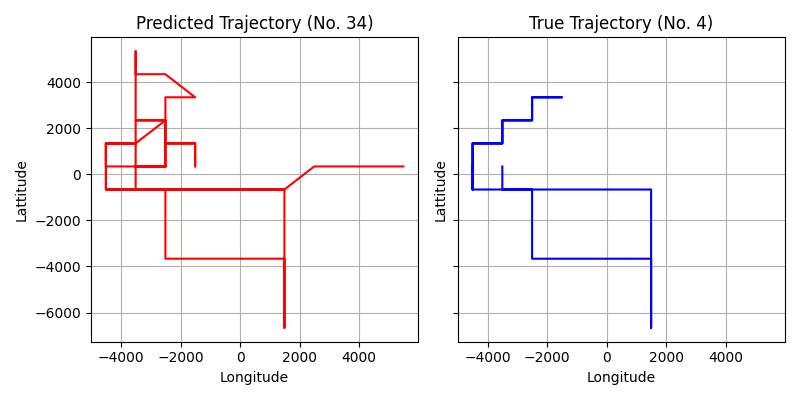 Predicted Trajectory (No. 34)
True Trajectory (No. 4)
Lattitude
4000
2000
0
−2000
−4000
−6000
−4000 −2000 0 2000 4000
Longitude
Lattitude
−4000 −2000 0 2000 4000
Longitude